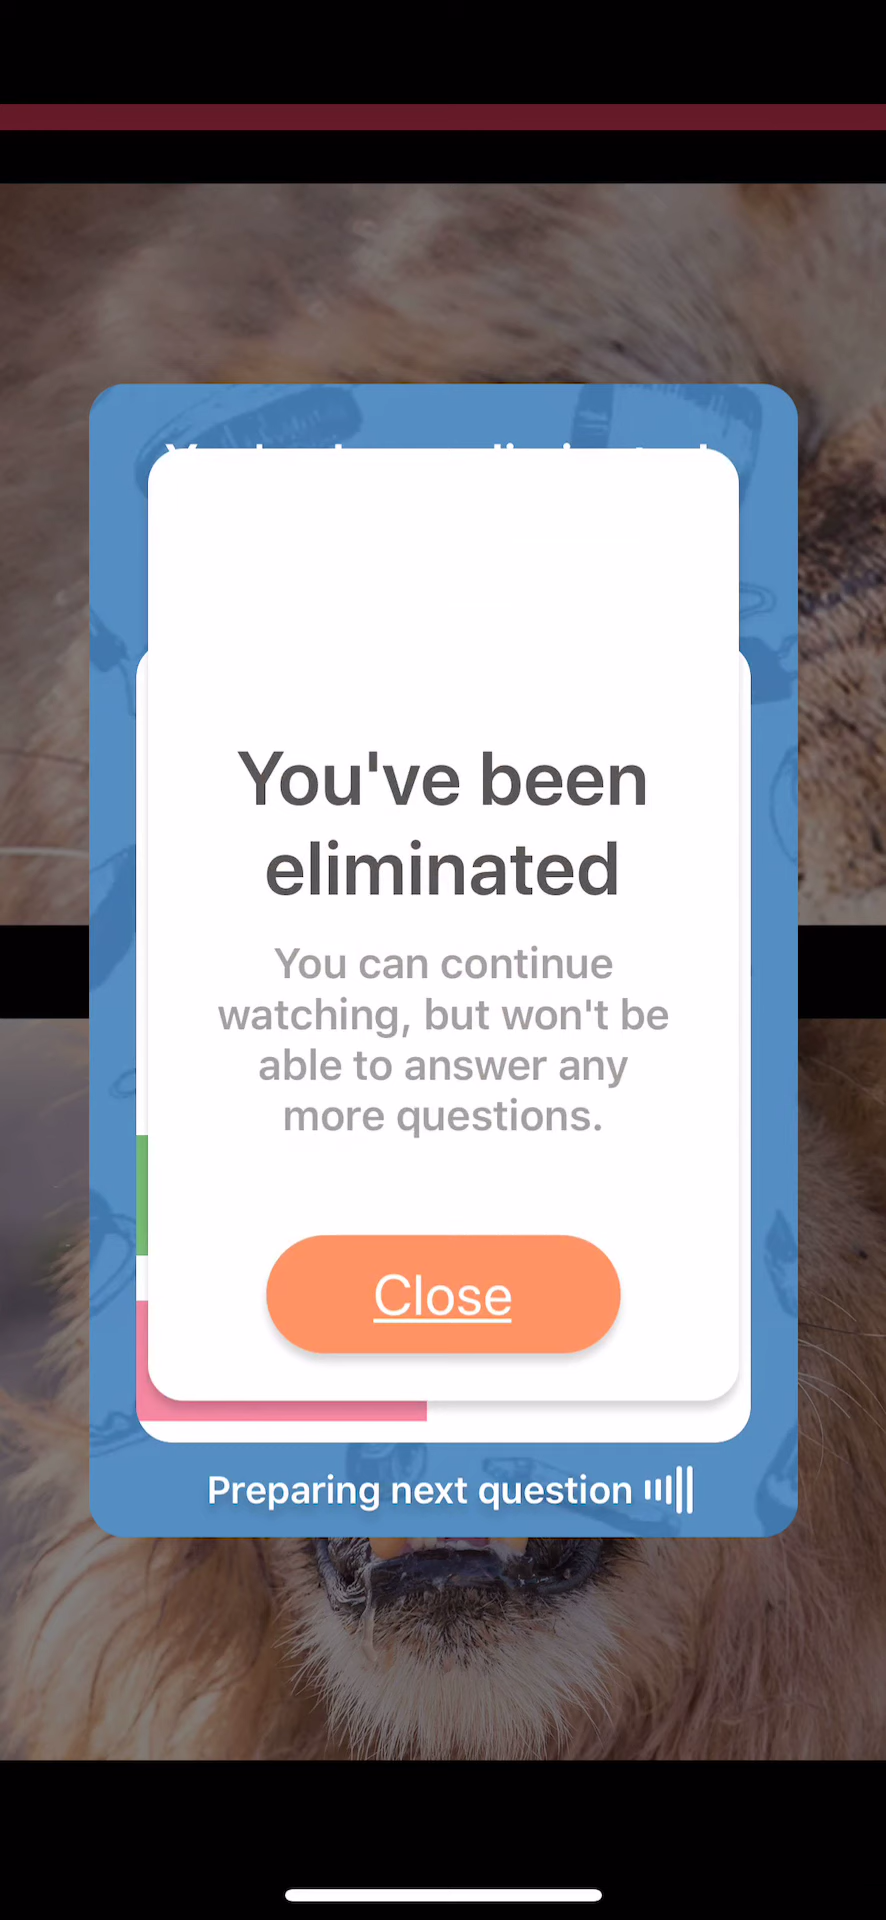 You've been
eliminated
You can continue
watching, but won't be
able to answer any
more questions.
Close
Preparing next question